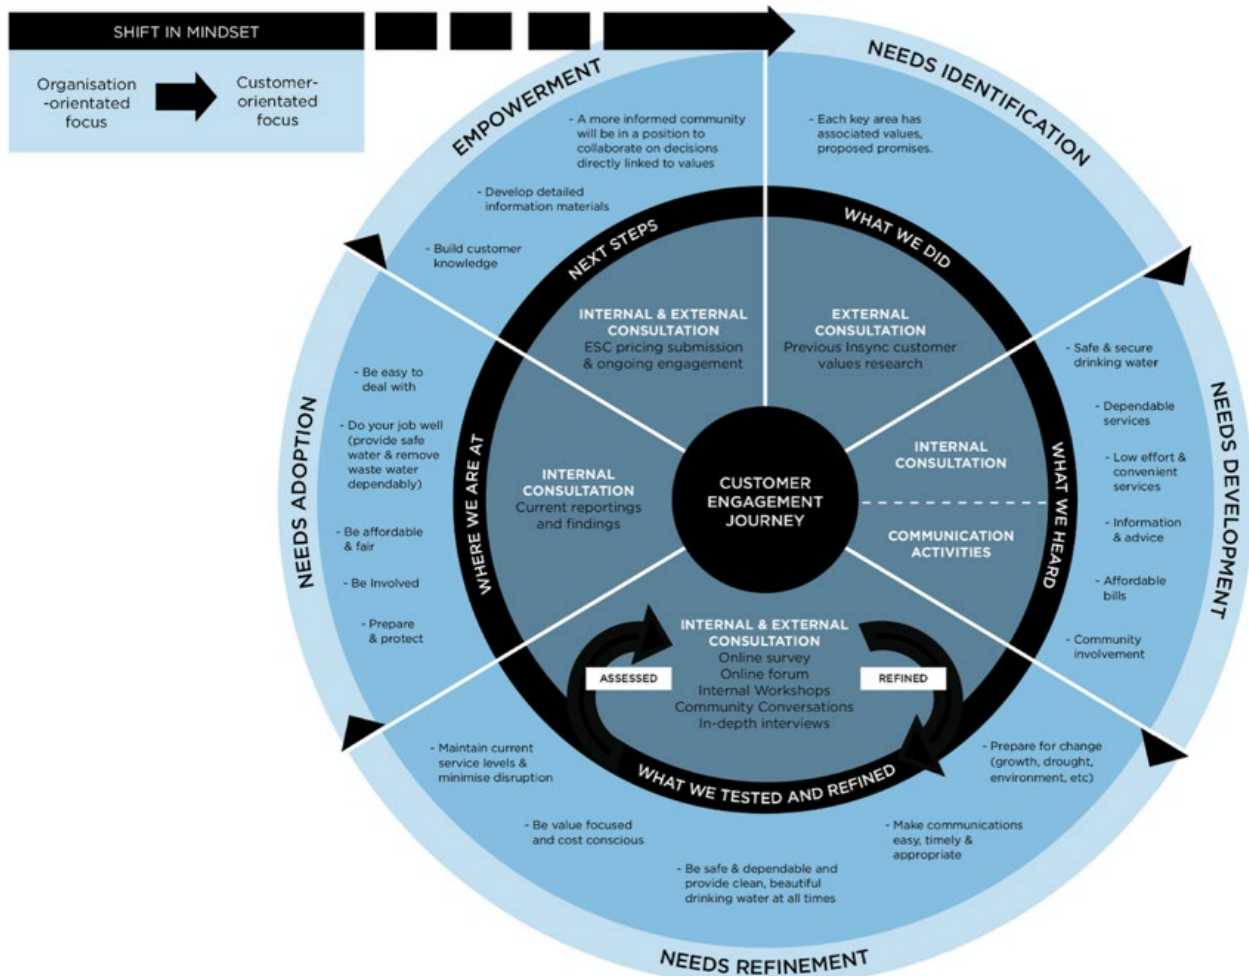 SHIFT IN MINDSET
Organisation
-orientated
focus
Customer-
orientated
focus
EMPOWERMENT
- A more informed community
will be in a position to
collaborate on decisions
directly linked to values
- Develop detailed
information materials
- Build customer
knowledge
NEXT STEPS
INTERNAL & EXTERNAL
CONSULTATION
ESC pricing submission
& ongoing engagement
NEEDS IDENTIFICATION
- Each key area has
associated values,
proposed promises.
WHAT WE DID
EXTERNAL
CONSULTATION
Previous Insync customer
values research
NEEDS DEVELOPMENT
- Safe & secure
drinking water
- Dependable
services
- Low effort &
convenient
services
- Information
& advice
- Affordable
bills
- Community
involvement
WHAT WE HEARD
INTERNAL
CONSULTATION
COMMUNICATION
ACTIVITIES
CUSTOMER
ENGAGEMENT
JOURNEY
NEEDS REFINEMENT
- Prepare for change
(growth, drought,
environment, etc)
- Make communications
easy, timely &
appropriate
- Be safe & dependable and
provide clean, beautiful
drinking water at all times
- Be value focused
and cost conscious
- Maintain current
service levels &
minimise disruption
WHAT WE TESTED AND REFINED
INTERNAL & EXTERNAL
CONSULTATION
Online survey
Online forum
Internal Workshops
Community Conversations
In-depth interviews
ASSESSED
REFINED
NEEDS ADOPTION
- Be easy to
deal with
- Do your job well
(provide safe
water & remove
waste water
dependably)
- Be affordable
& fair
- Be Involved
- Prepare
& protect
WHERE WE ARE AT
INTERNAL
CONSULTATION
Current reportings
and findings